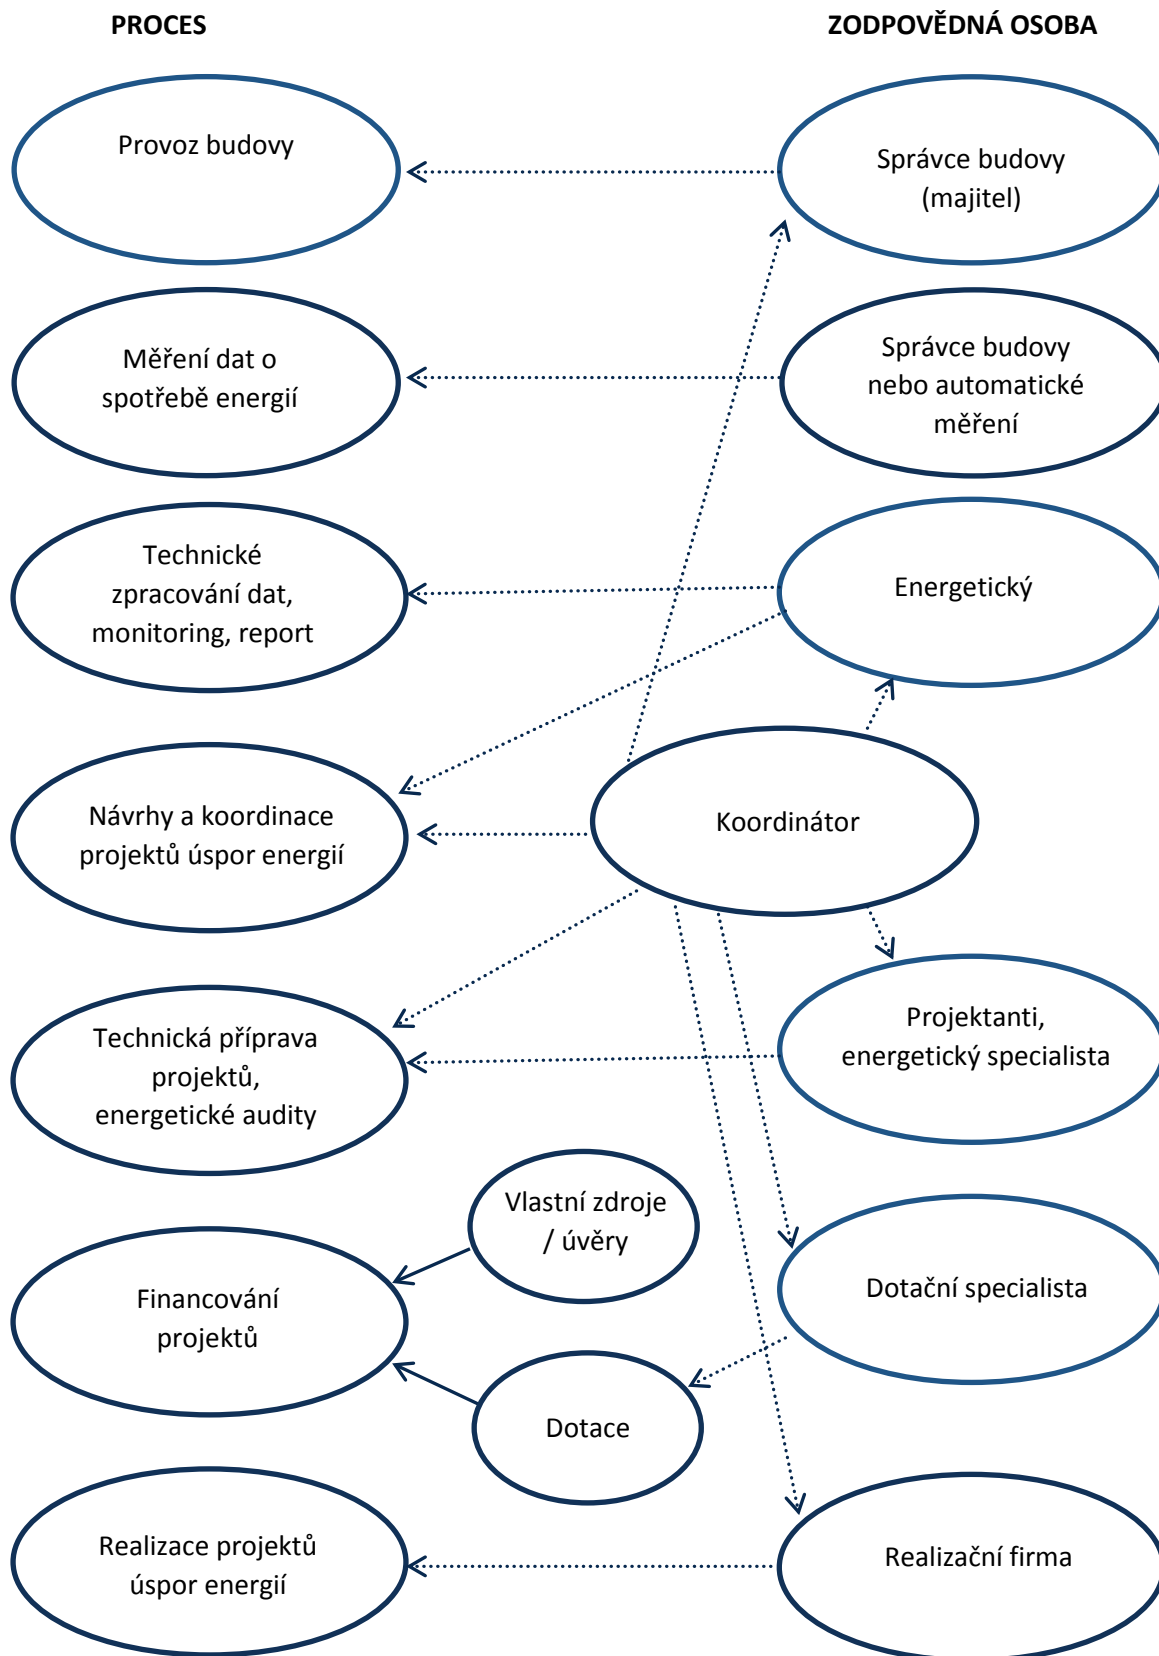 PROCES
ZODPOVĚDNÁ OSOBA
Provoz budovy
Správce budovy
(majitel)
Měření dat o
spotřebě energií
Správce budovy
nebo automatické
měření
Technické
zpracování dat,
monitoring, report
Energetický
Návrhy a koordinace
projektů úspor energií
Koordinátor
Technická příprava
projektů,
energetické audity
Projektanti,
energetický specialista
Vlastní zdroje
/ úvěry
Financování
projektů
Dotační specialista
Dotace
Realizace projektů
úspor energií
Realizační firma